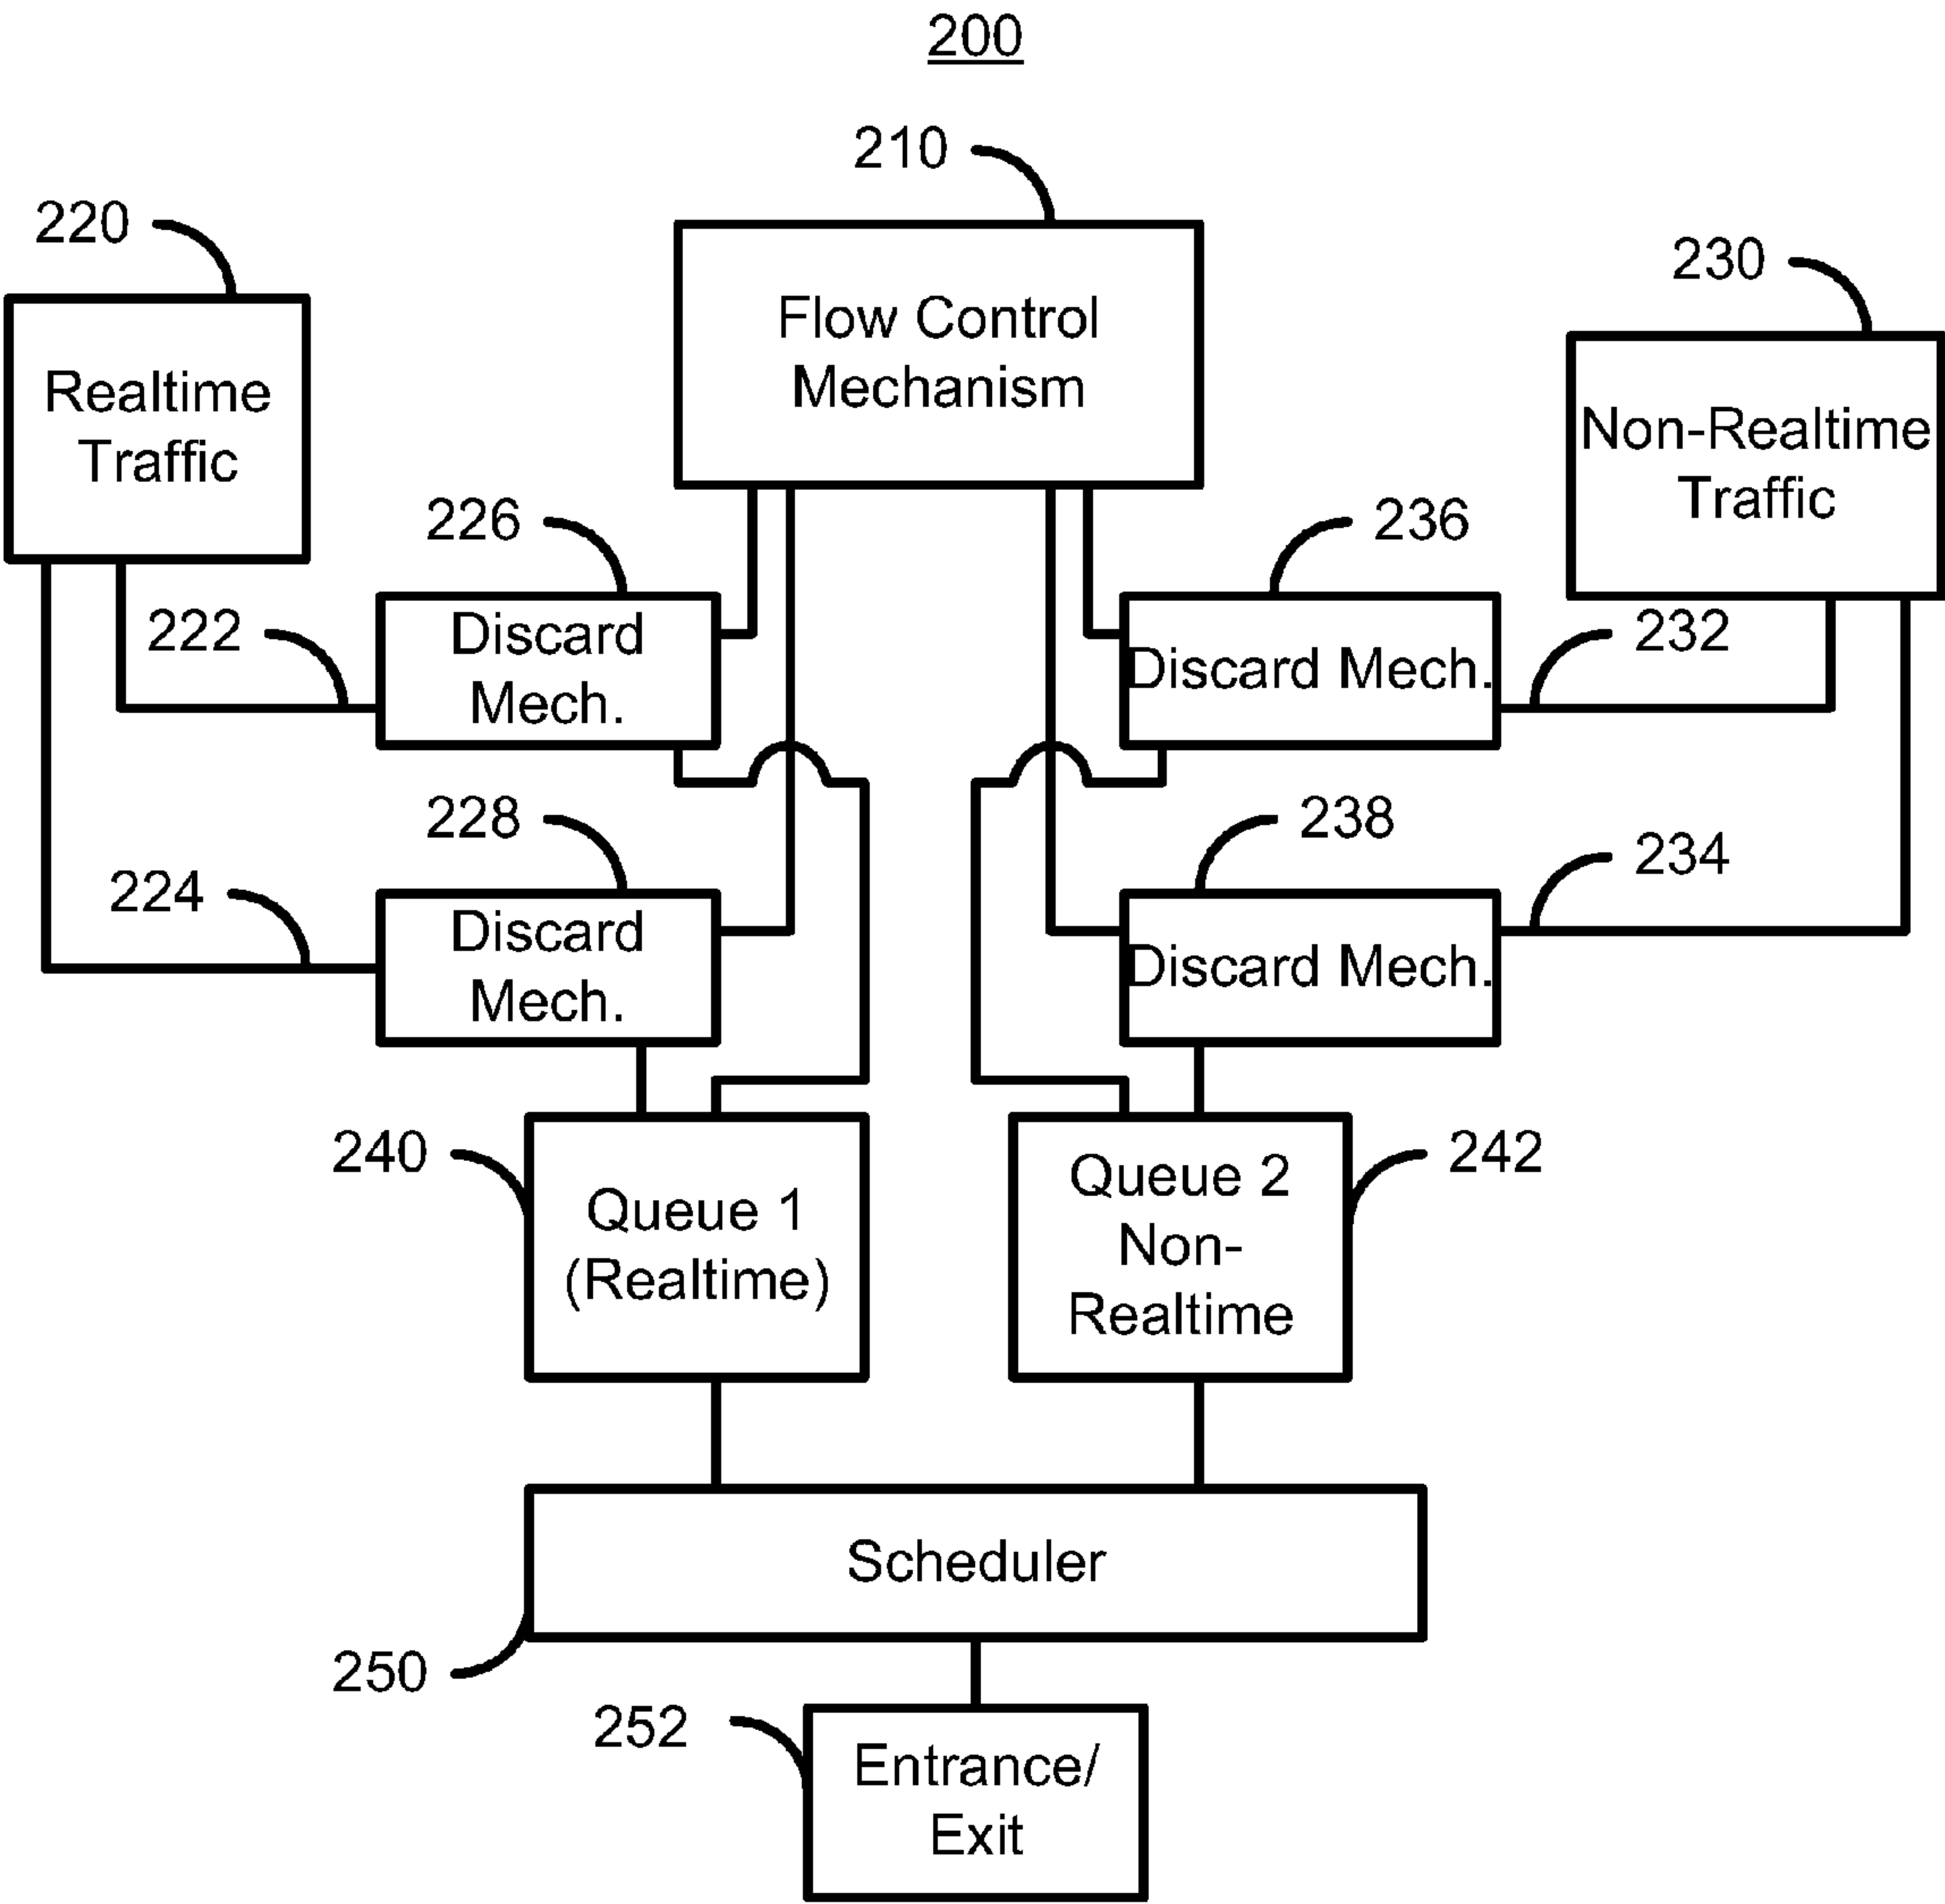 200
210
220
230
Flow Control
Mechanism
Realtime
Traffic
Non-Realtime
Traffic
226
236
222
Discard
Mech.
Discard Mech.
232
228
238
224
Discard
Mech.
Discard Mech.
234
240
Queue 1
(Realtime)
Queue 2
Non-
Realtime
242
Scheduler
250
252
Entrance/
Exit